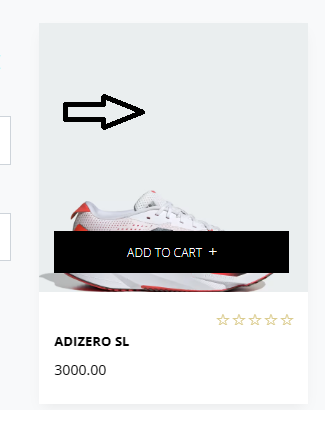 ADD TO CART +
ADIZERO SL
3000.00